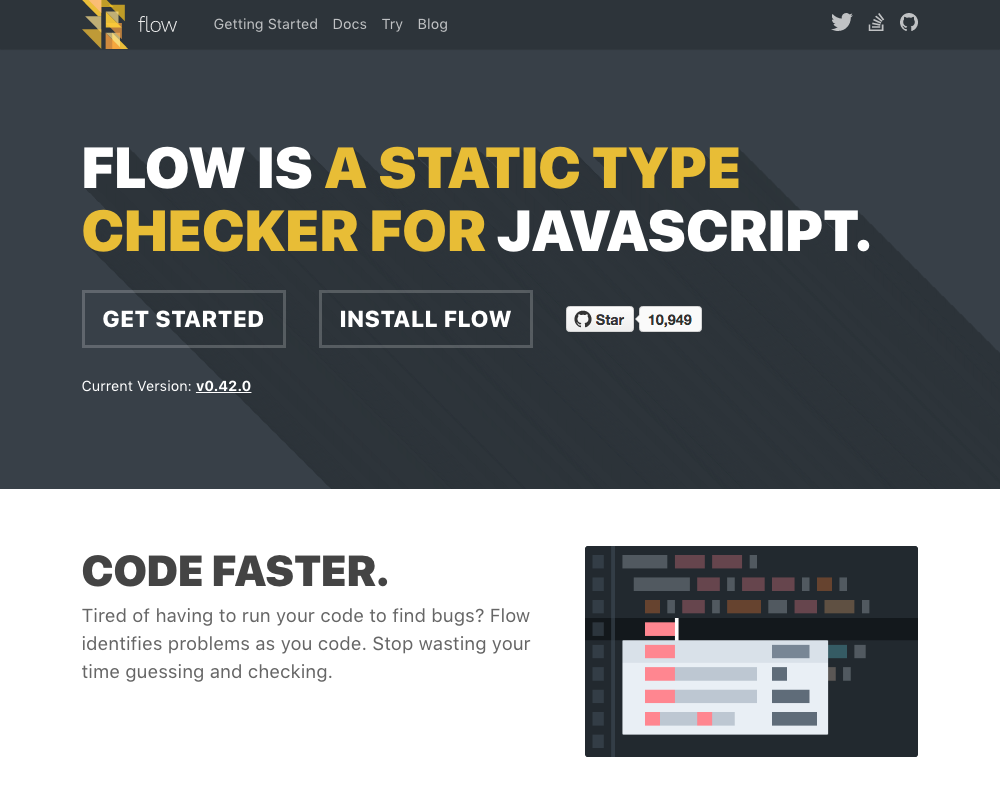 flow
Getting Started Docs Try Blog
FLOW IS A STATIC TYPE
CHECKER FOR JAVASCRIPT.
GET STARTED
INSTALL FLOW
Star 10,949
Current Version: v0.42.0
CODE FASTER.
Tired of having to run your code to find bugs? Flow
identifies problems as you code. Stop wasting your
time guessing and checking.